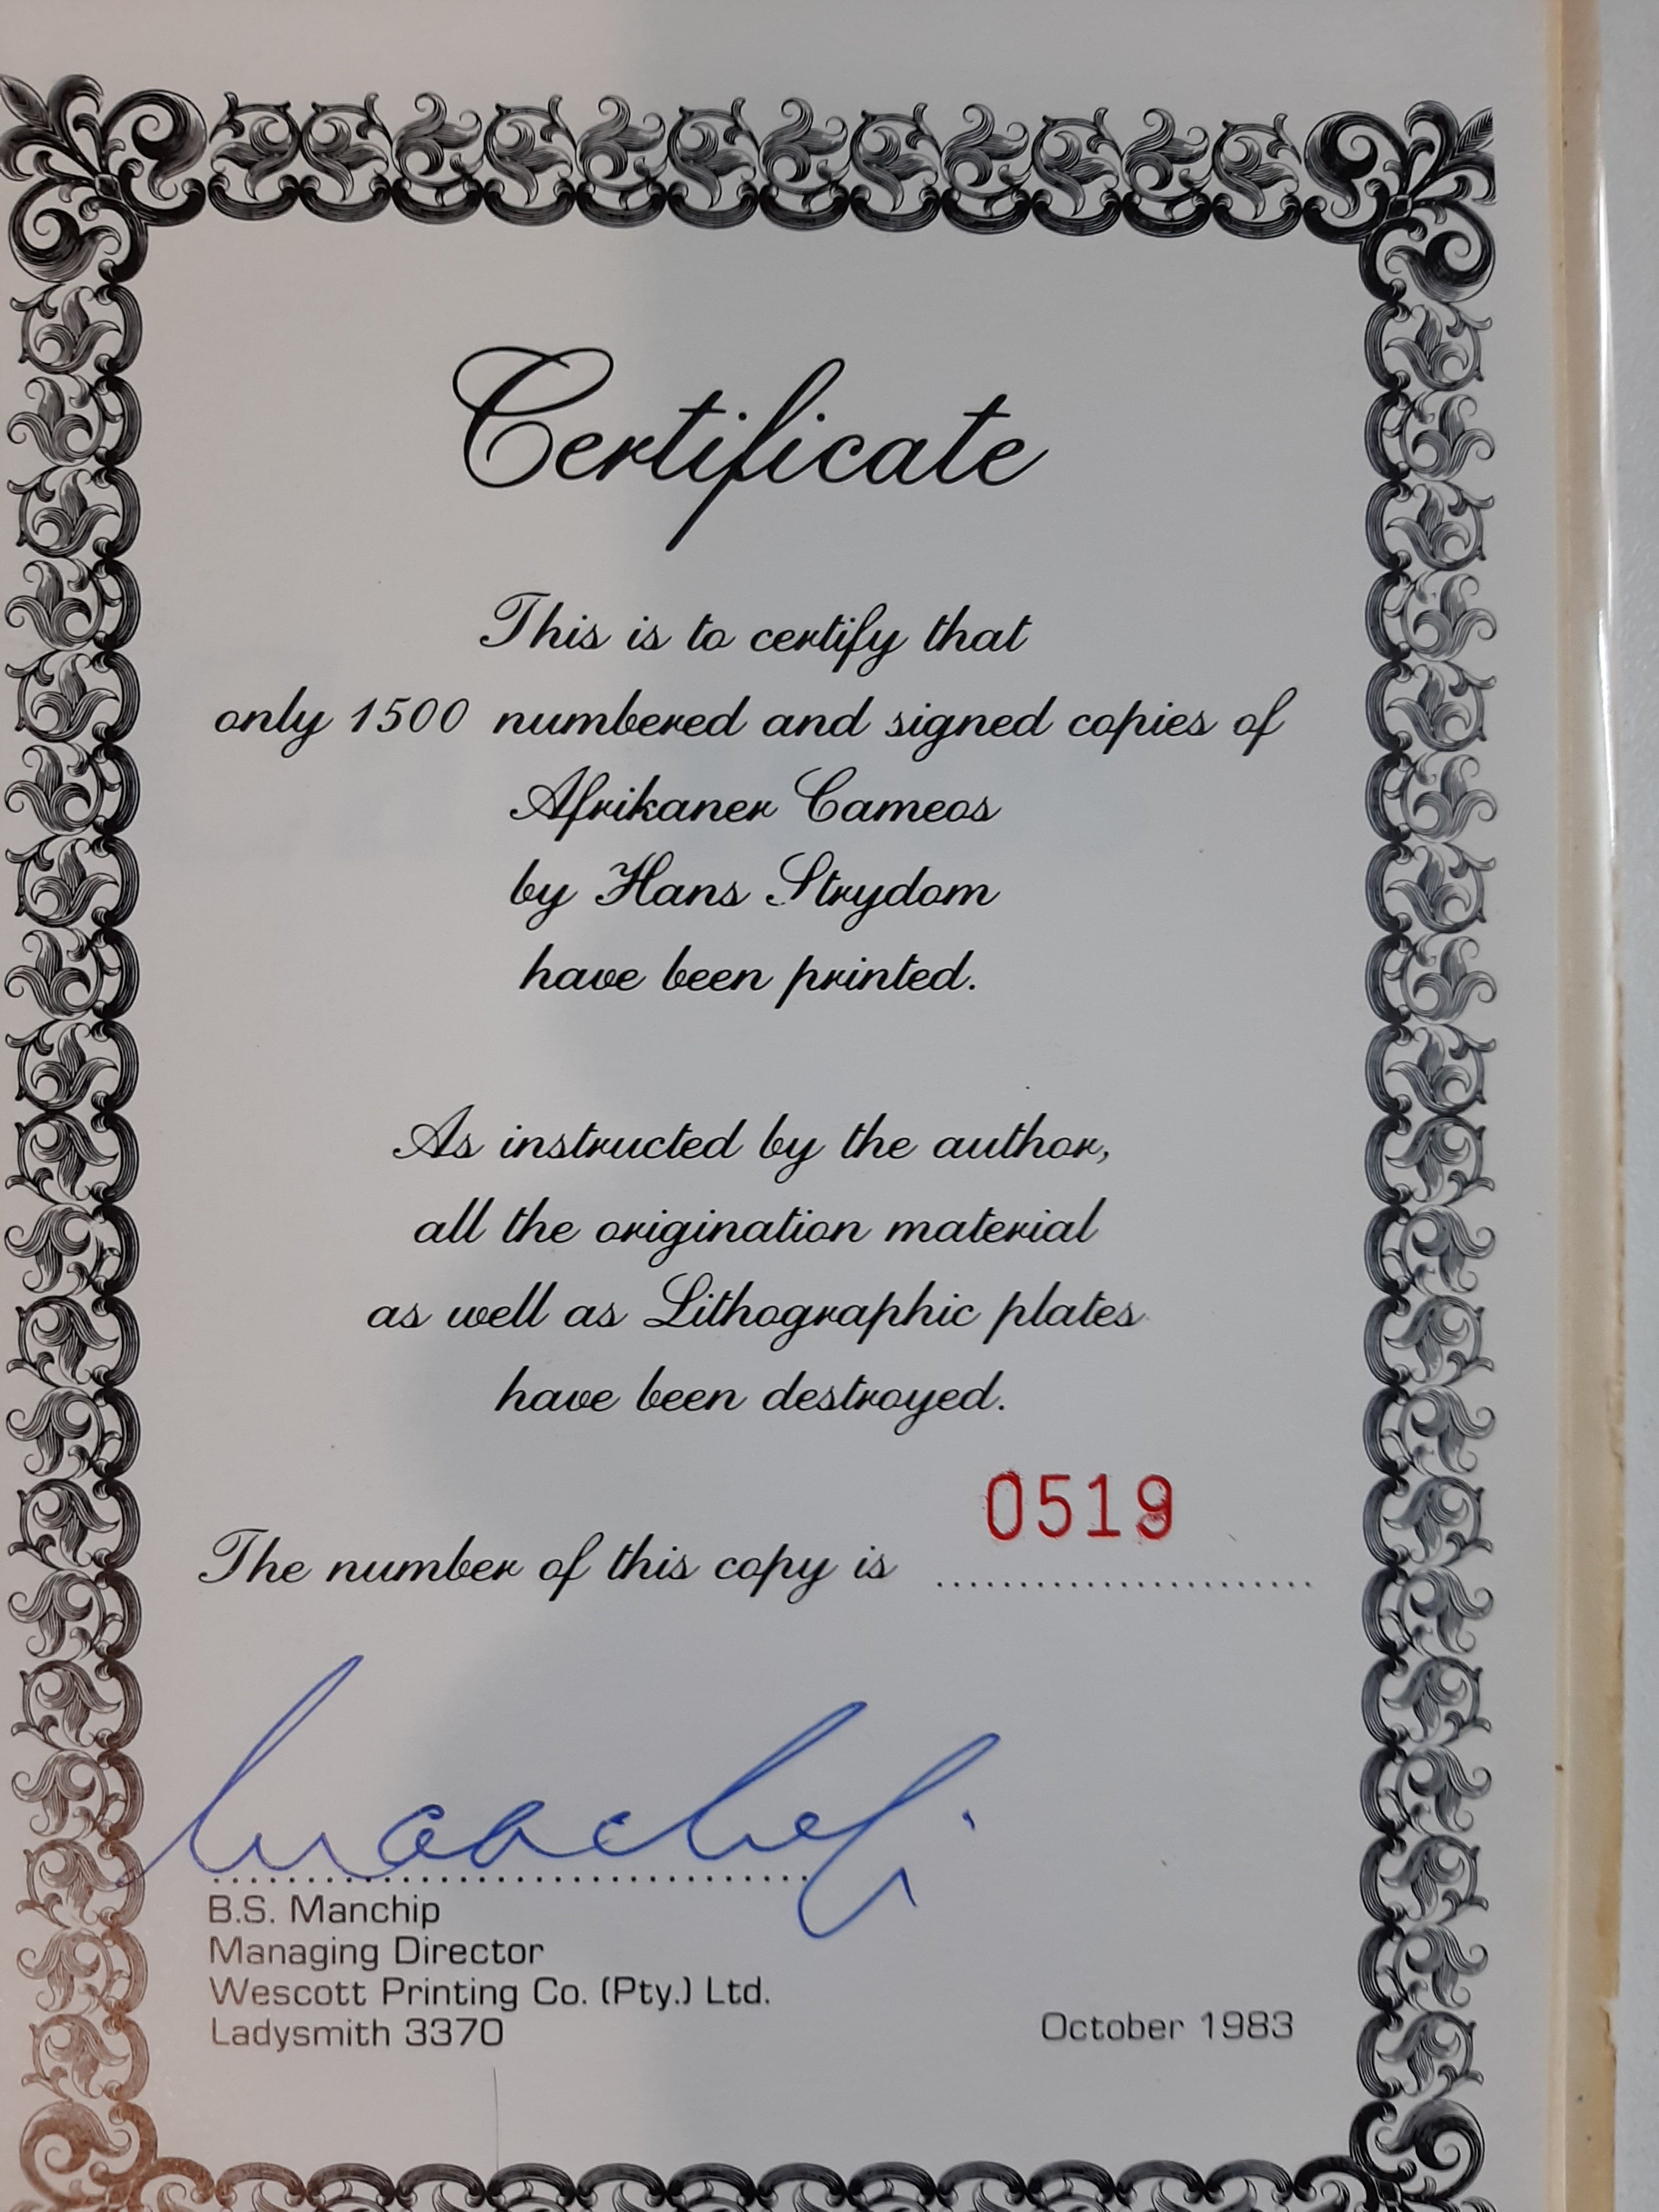 Certificate
This is to certify that
only 1500 numbered and signed copies of
Afrikaner Cameos
by Hans Strydom
have been printed.
As instructed by the author,
all the origination material
as well as Lithographic plates
have been destroyed.
0519
The number of this copy is ........................
B.S. Manchip
Managing Director
Wescott Printing Co. (Pty.) Ltd.
Ladysmith 3370
October 1983